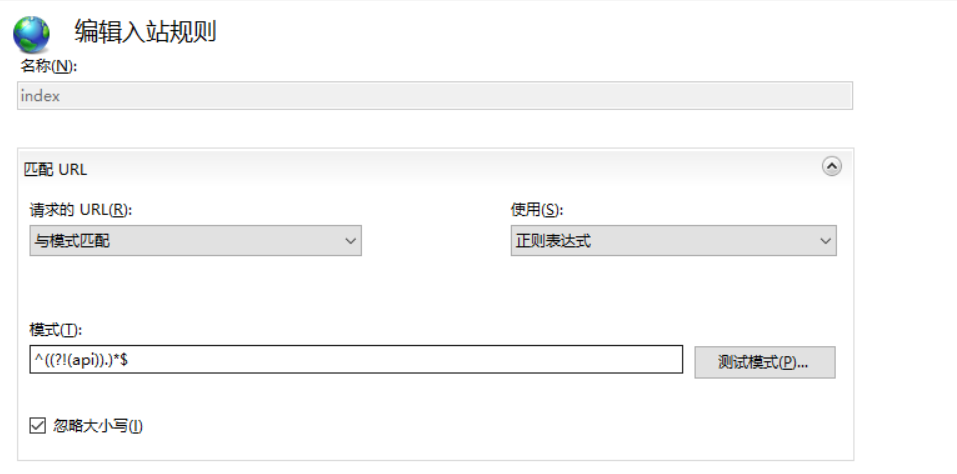 编辑入站规则
名称(N):
index
匹配 URL
请求的 URL(R):
使用(S):
与模式匹配
正则表达式
模式(T):
^((?!(api)).)*$
测试模式(P)...
忽略大小写(I)